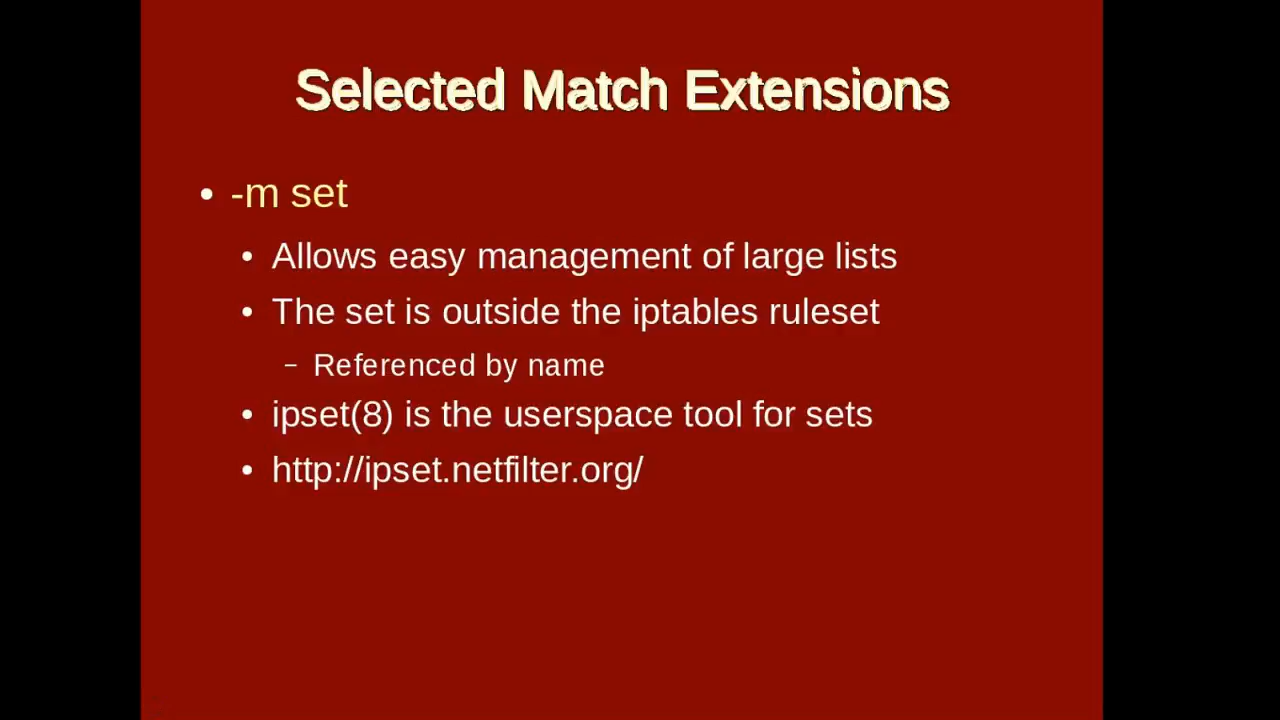 Selected Match Extensions
• -m set
• Allows easy management of large lists
• The set is outside the iptables ruleset
– Referenced by name
• ipset(8) is the userspace tool for sets
• http://ipset.netfilter.org/